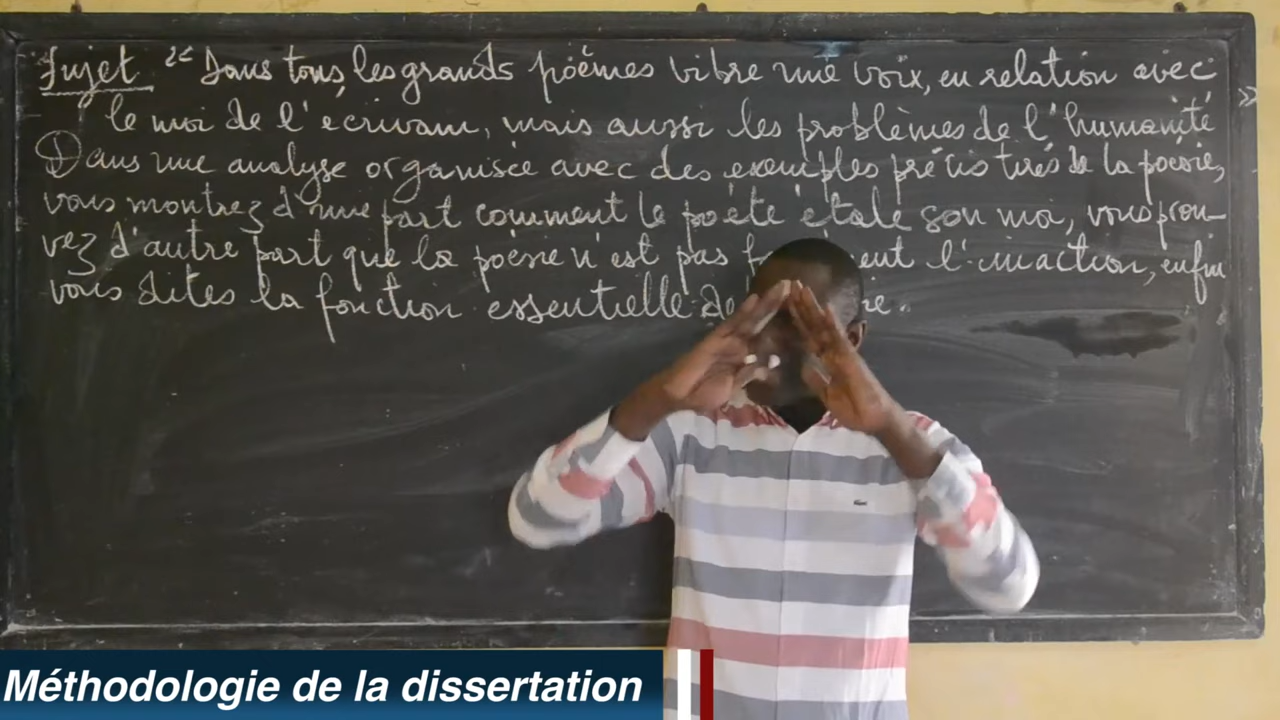 Sujet : « Dans tous les grands poèmes vibre une voix, en relation avec
le moi de l'écrivain, mais aussi les problèmes de l'humanité »
Dans une analyse organisée avec des exemples précis tirés de la poésie,
vous montrez d'une part comment le poète étale son moi, vous prou-
vez d'autre part que la poésie n'est pas l'inaction, enfin
vous dites la fonction essentielle de
Méthodologie de la dissertation